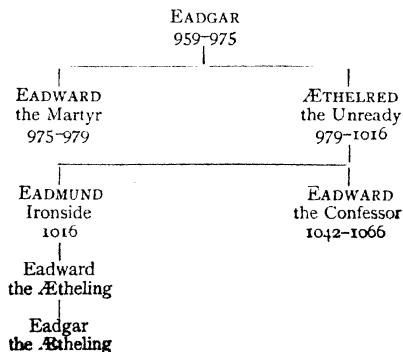 EADGAR
959-975
EADWARD
the Martyr
975-979
ÆTHELRED
the Unready
979-1016
EADMUND
Ironside
1016
EADWARD
the Confessor
1042-1066
Eadward
the Ætheling
Eadgar
the Ætheling